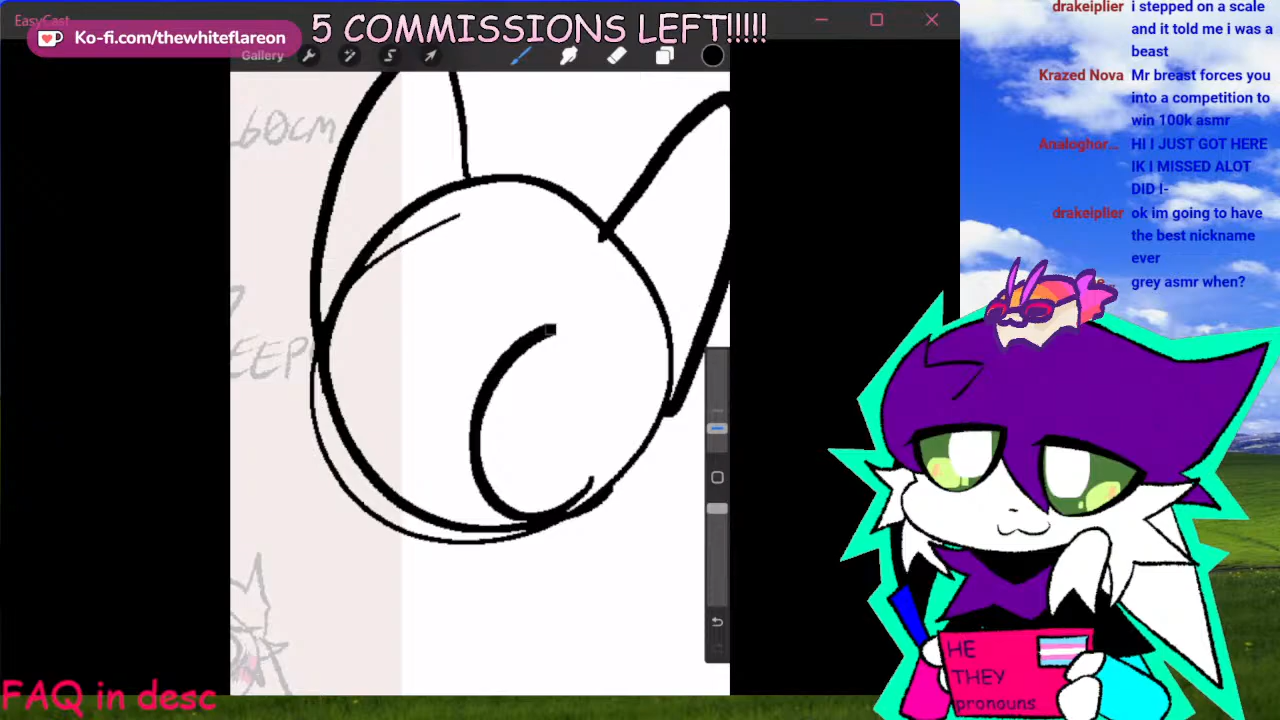 EasyCast
Ko-fi.com/thewhiteflareon
5 COMMISSIONS LEFT!!!!!
Gallery
60CM
EEP
drakeiplier i stepped on a scale
and it told me i was a
beast
Krazed Nova Mr breast forces you
into a competition to
win 100k asmr
Analoghor... HI I JUST GOT HERE
IK I MISSED ALOT
DID I-
drakeiplier ok im going to have
the best nickname
ever
grey asmr when?
HE
THEY
pronouns
FAQ in desc